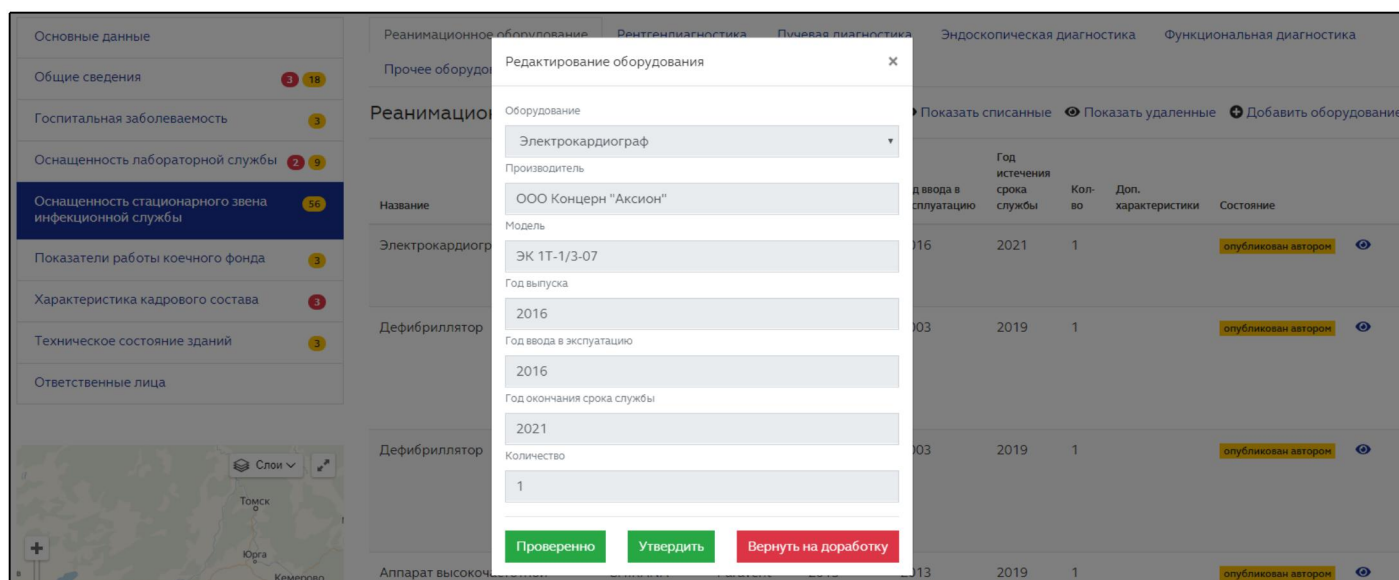 Основные данные
Общие сведения 3 18
Госпитальная заболеваемость 3
Оснащенность лабораторной службы 2 9
Оснащенность стационарного звена
инфекционной службы 56
Показатели работы коечного фонда 3
Характеристика кадрового состава 3
Техническое состояние зданий 3
Ответственные лица
Слои
Томск
Юрга
Кемерово
+
Реанимационное оборудование Рентгендиагностика Лучевая диагностика Эндоскопическая диагностика Функциональная диагностика
Прочее оборудо
Реанимацио
Показать списанные Показать удаленные Добавить оборудование
Название
д ввода в
сплуатацию
Год
истечения
срока
службы
Кол-
во
Доп.
характеристики
Состояние
Электрокардиогр
016 2021 1 опубликован автором
Дефибриллятор
003 2019 1 опубликован автором
Дефибриллятор
003 2019 1 опубликован автором
2013 2019 1 опубликован автором
Редактирование оборудования ×
Оборудование
Электрокардиограф
Производитель
ООО Концерн "Аксион"
Модель
ЭК 1Т-1/3-07
Год выпуска
2016
Год ввода в экспуатацию
2016
Год окончания срока службы
2021
Количество
1
Проверенно Утвердить Вернуть на доработку